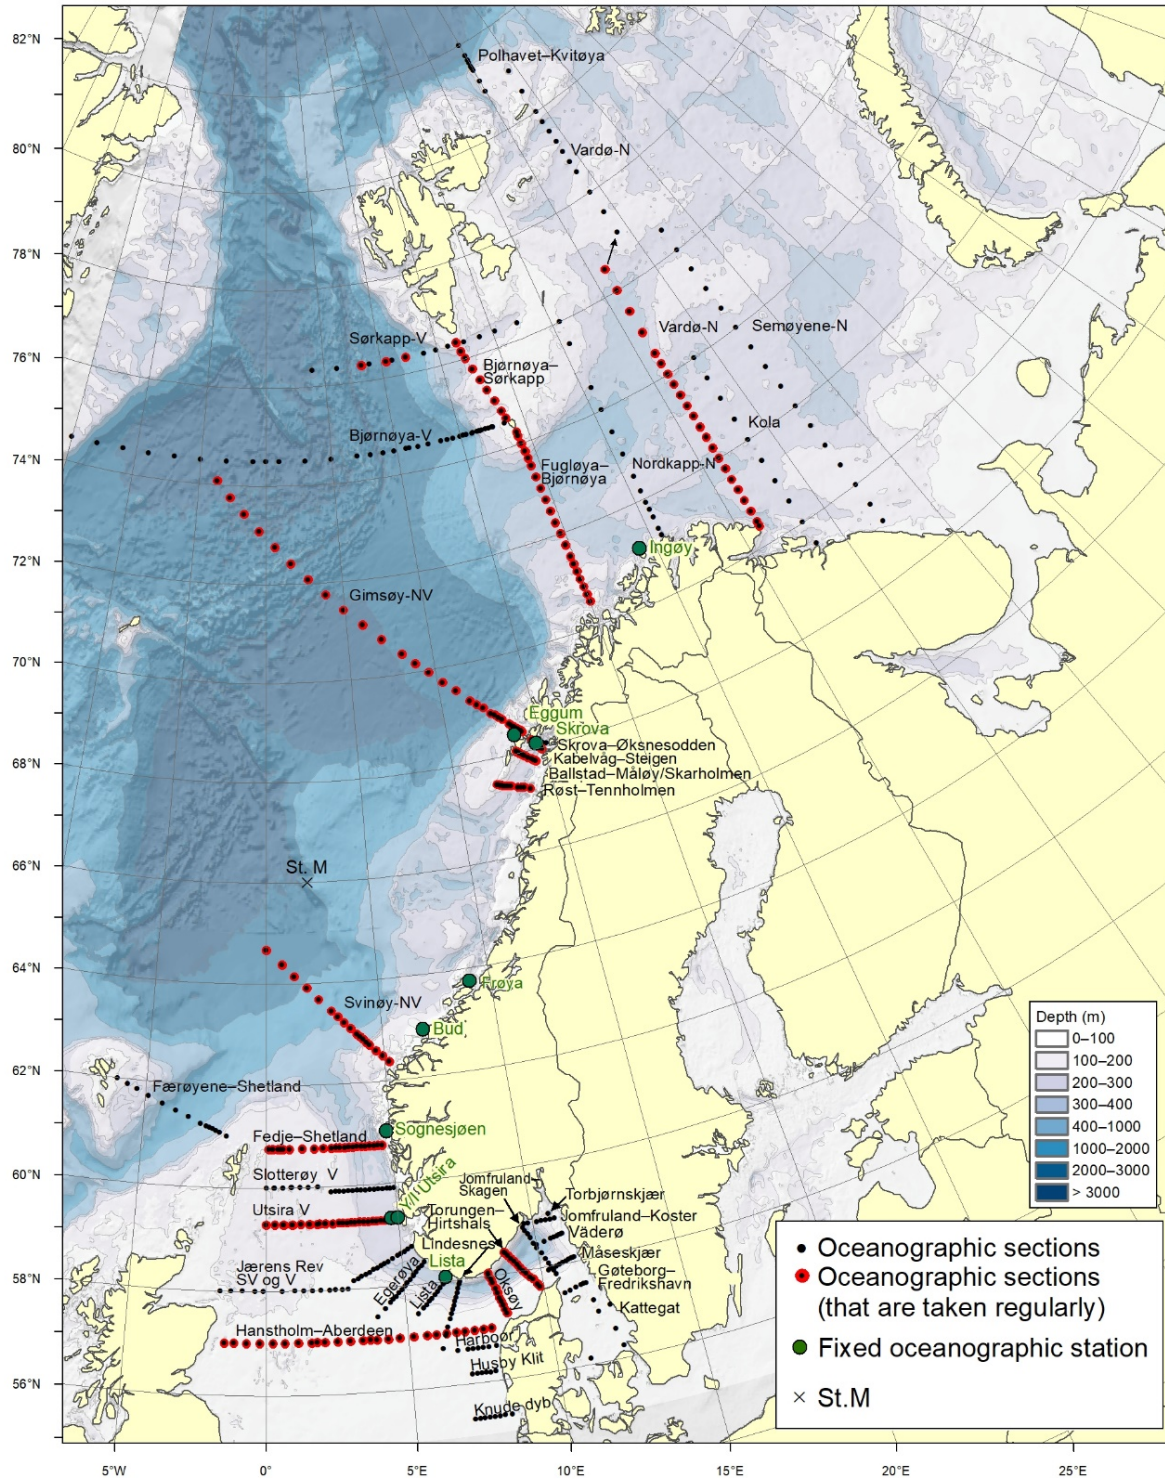 82°N
80°N
78°N
76°N
74°N
72°N
70°N
68°N
66°N
64°N
62°N
60°N
58°N
56°N
Polhavet–Kvitøya
Vardø-N
Sørkapp-V
Bjørnøya–
Sørkapp
Vardø–N
Semøyene-N
Bjørnøya-V
Kola
Fugløya–
Bjørnøya
Nordkapp-N
Ingøy
Gimsøy-NV
Eggum
Skrova
Skrova–Øksnesodden
Kabelvåg–Steigen
Ballstad–Måløy/Skarholmen
Røst–Tennholmen
St. M
Svinøy-NV
Frøya
Bud
Færøyene–Shetland
Sognesjøen
Fedje–Shetland
Slotterøy V
Utsira V
Y/I Utsira
Jomfruland–
Skagen
Torbjørnskjær
Torungen–
Hirtshals
Jomfruland–Koster
Väderø
Lindesnes
Måseskjær
Jærens Rev
SV og V
Egerøya
Lista
Lista
Oksøy
Gøteborg–
Fredrikshavn
Kattegat
Hanstholm–Aberdeen
Harboør
Husby Klit
Knude dyb
Depth (m)
0–100
100–200
200–300
300–400
400–1000
1000–2000
2000–3000
> 3000
Oceanographic sections
Oceanographic sections
(that are taken regularly)
Fixed oceanographic station
St.M
5°W
0°
5°E
10°E
15°E
20°E
25°E